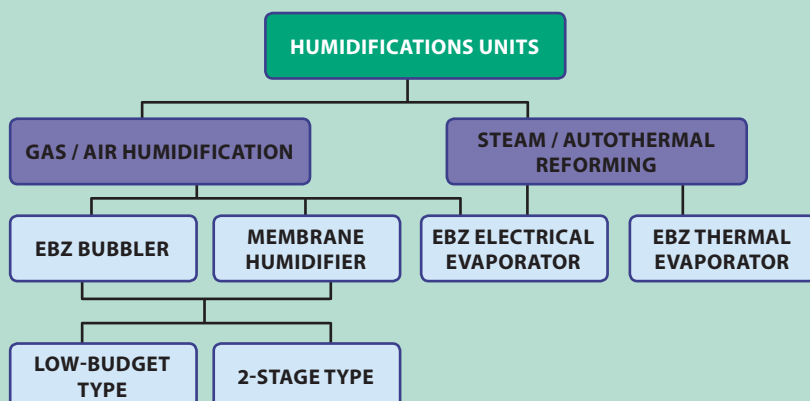 HUMIDIFICATIONS UNITS
GAS / AIR HUMIDIFICATION
STEAM / AUTOTHERMAL
REFORMING
EBZ BUBBLER
MEMBRANE
HUMIDIFIER
EBZ ELECTRICAL
EVAPORATOR
EBZ THERMAL
EVAPORATOR
LOW-BUDGET
TYPE
2-STAGE TYPE